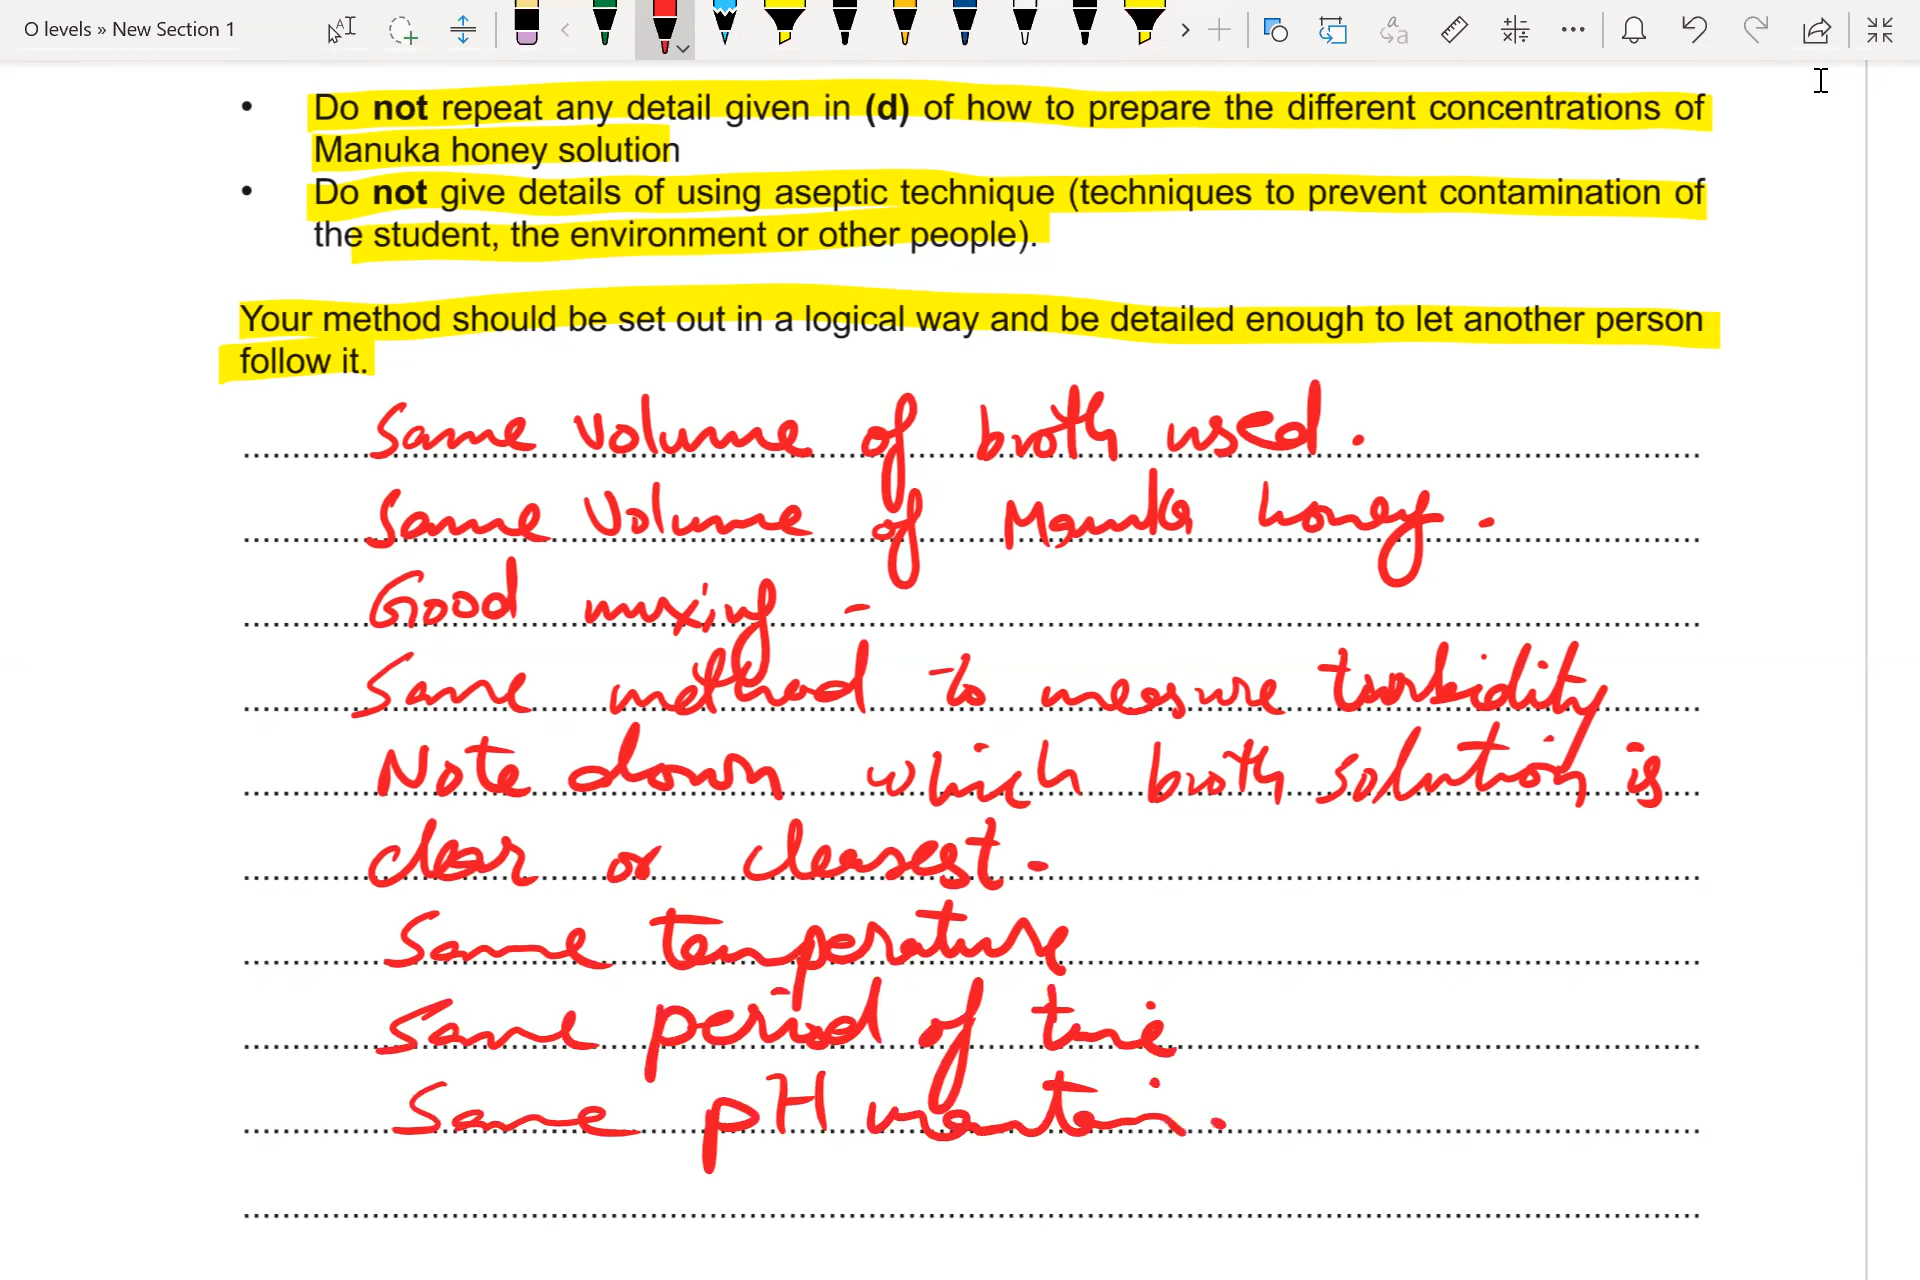 O levels » New Section 1
• Do not repeat any detail given in (d) of how to prepare the different concentrations of
Manuka honey solution
• Do not give details of using aseptic technique (techniques to prevent contamination of
the student, the environment or other people).
Your method should be set out in a logical way and be detailed enough to let another person
follow it.
Same volume of broth used.
Same Volume of Manuka honey.
Good mixing -
Same method to measure turbidity
Note down which broth solution is
clear or clearest.
Same temperature
Same period of time
Same pH maintain.